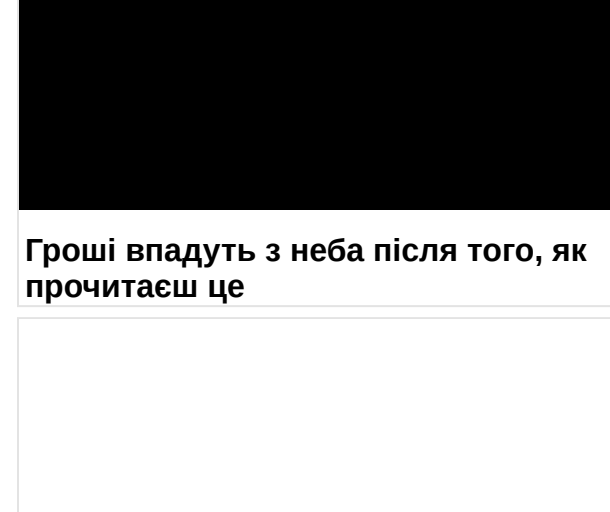 Гроші впадуть з неба після того, як
прочитаєш це